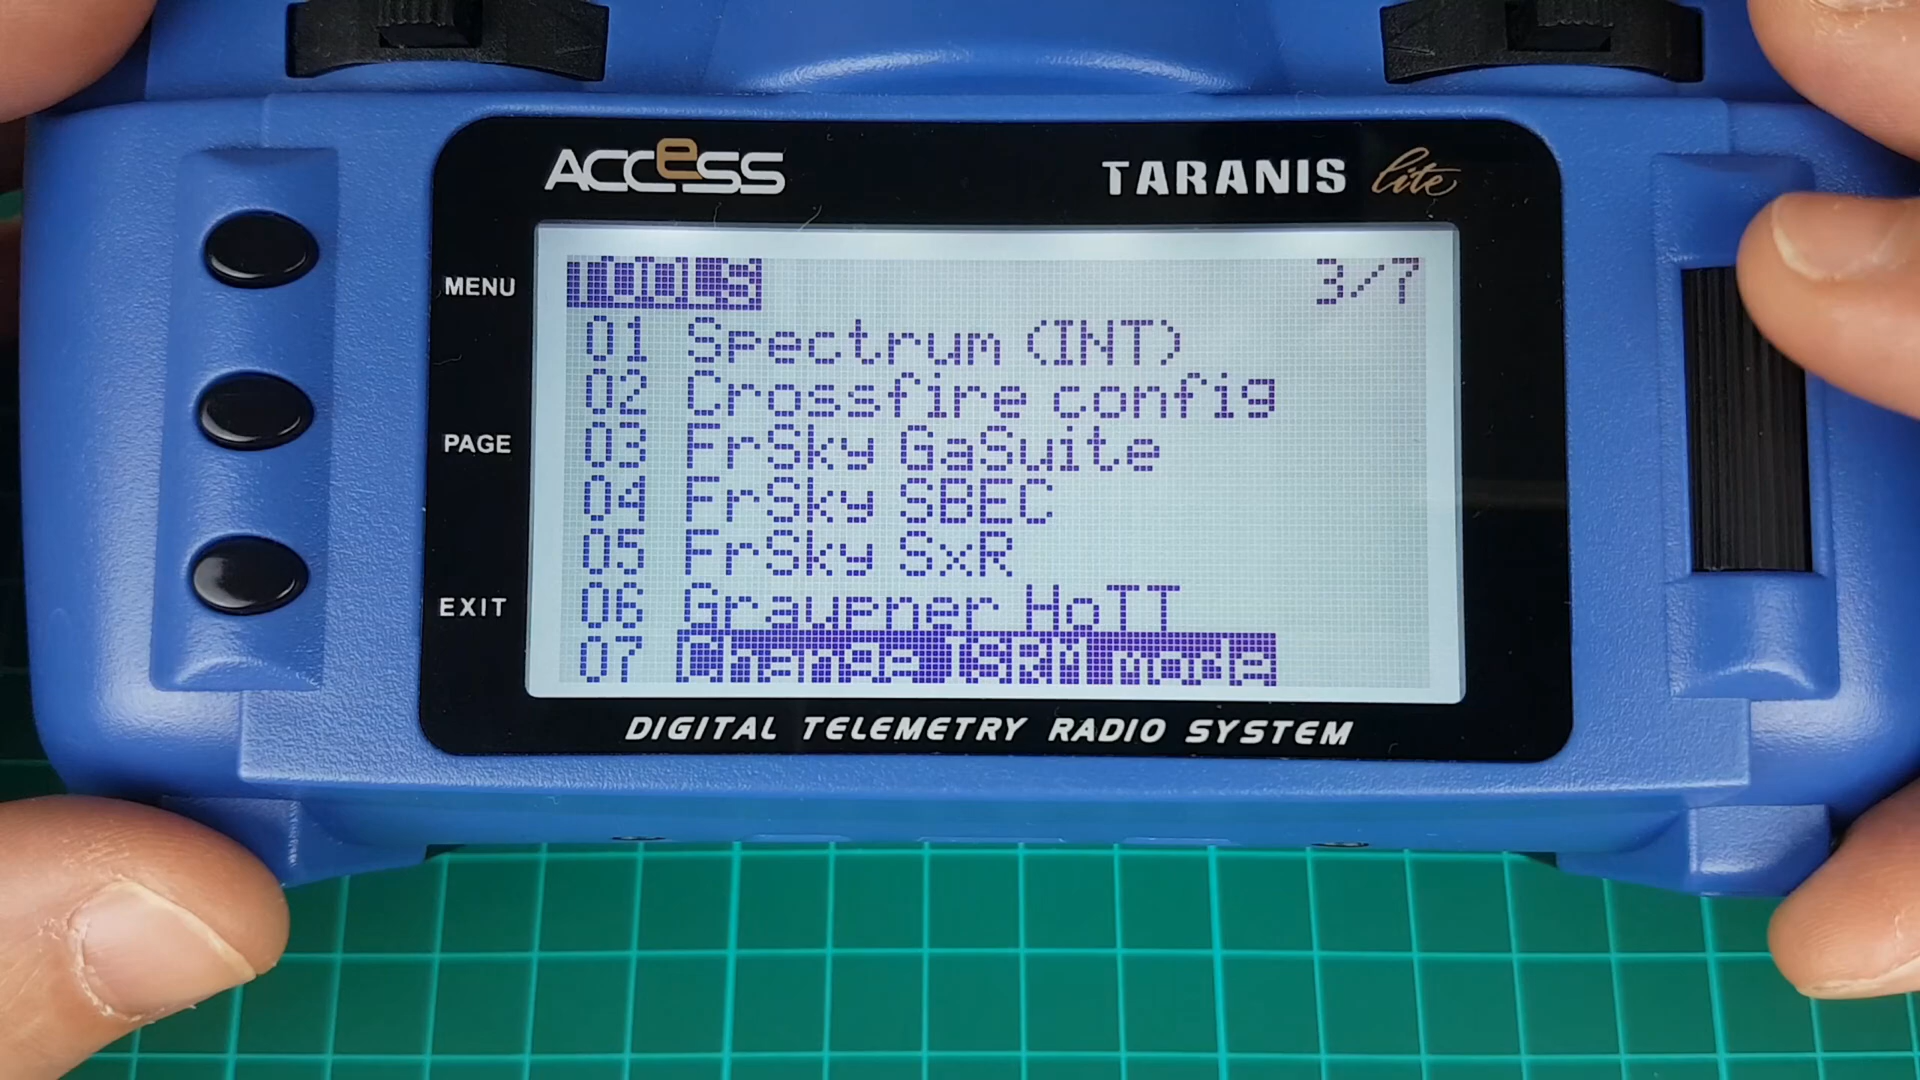 ACCeSS TARANIS lite
MENU
PAGE
EXIT
TOOLS 3/7
01 Spectrum (INT)
02 Crossfire config
03 FrSky GaSuite
04 FrSky SBEC
05 FrSky SxR
06 Graupner HoTT
07 Change ISRM mode
DIGITAL TELEMETRY RADIO SYSTEM